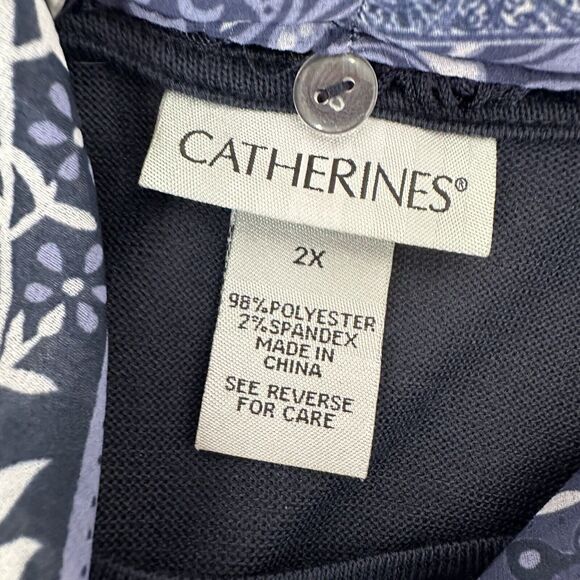 CATHERINES®
2X
98%POLYESTER
2%SPANDEX
MADE IN
CHINA
SEE REVERSE
FOR CARE